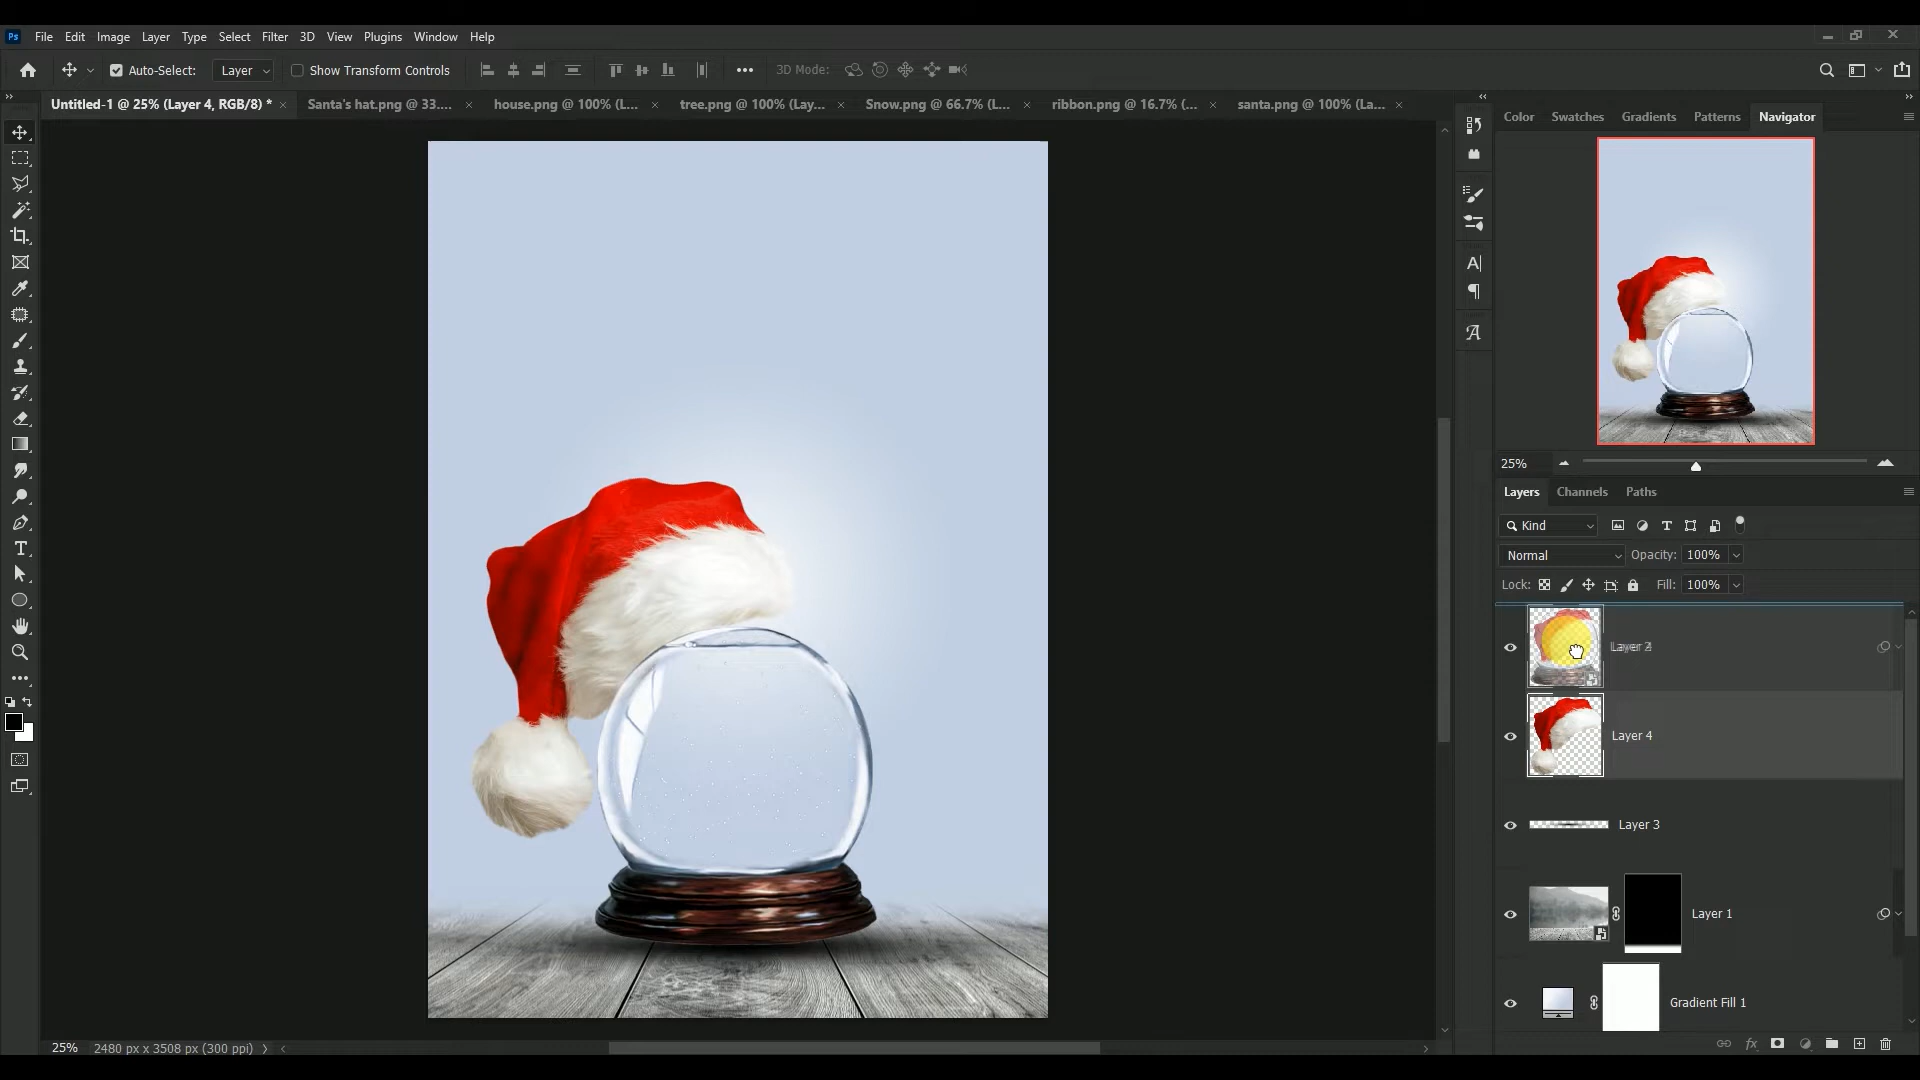 Ps File Edit Image Layer Type Select Filter 3D View Plugins Window Help
Auto-Select: Layer Show Transform Controls 3D Mode:
Untitled-1 @ 25% (Layer 4, RGB/8) * Santa's hat.png @ 33.... house.png @ 100% (L... tree.png @ 100% (Lay... Snow.png @ 66.7% (L... ribbon.png @ 16.7% (... santa.png @ 100% (La...
Color Swatches Gradients Patterns Navigator
25%
Layers Channels Paths
Kind
Normal Opacity: 100%
Lock: Fill: 100%
Layer
Layer 4
Layer 3
Layer 1
Gradient Fill 1
25% 2480 px x 3508 px (300 ppi)
fx